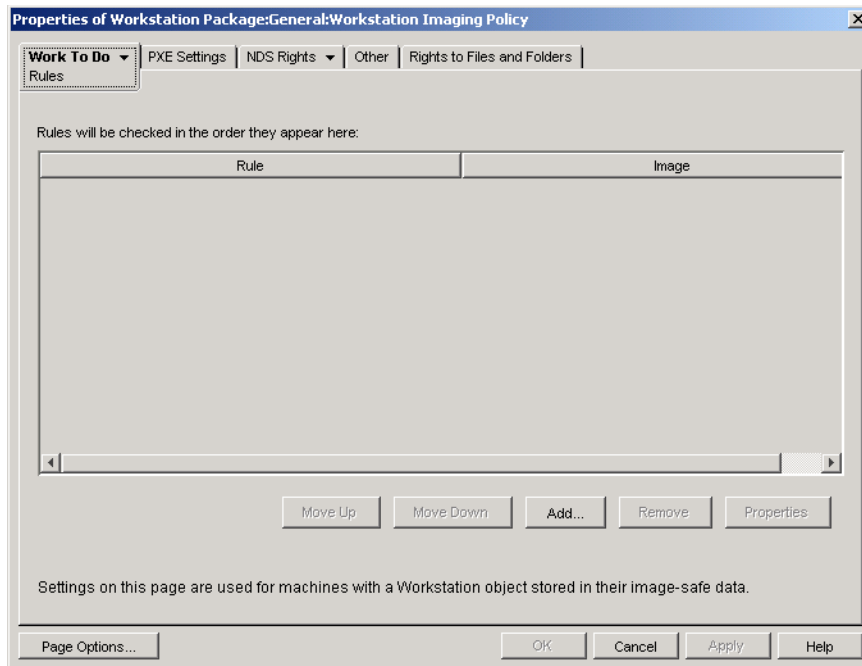 Properties of Workstation Package:General:Workstation Imaging Policy
Work To Do PXE Settings NDS Rights Other Rights to Files and Folders
Rules
Rules will be checked in the order they appear here:
Rule Image
Move Up Move Down Add... Remove Properties
Settings on this page are used for machines with a Workstation object stored in their image-safe data.
Page Options... OK Cancel Apply Help